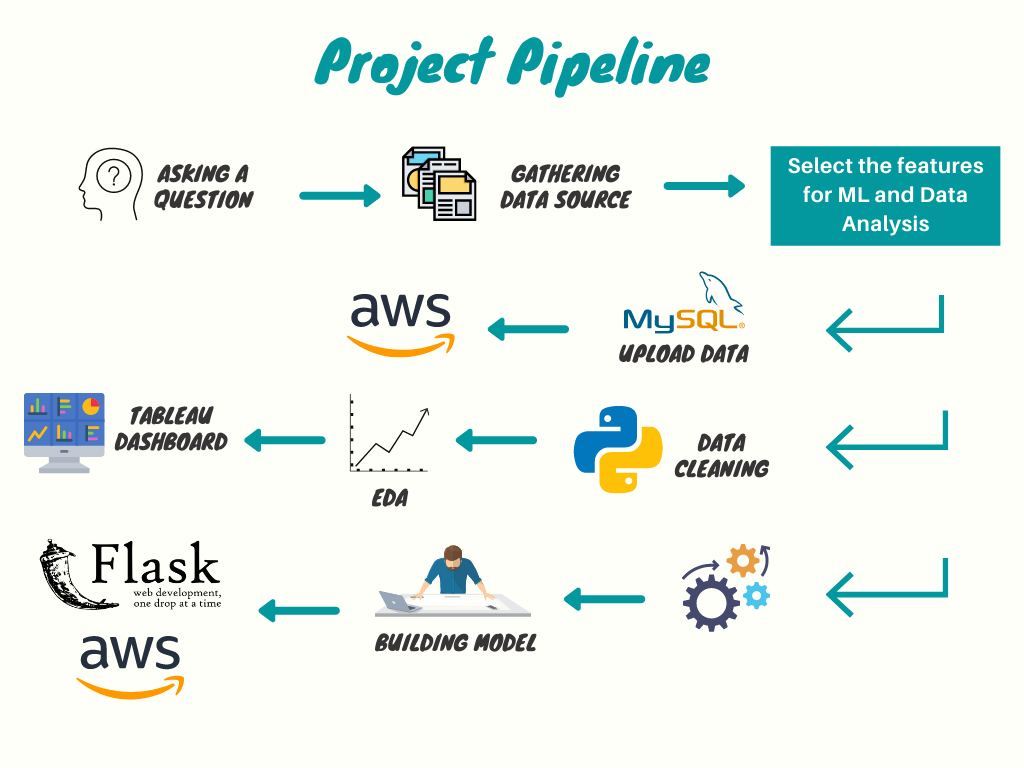 Project Pipeline
?
ASKING A
QUESTION
GATHERING
DATA SOURCE
Select the features
for ML and Data
Analysis
aws
MySQL®
UPLOAD DATA
TABLEAU
DASHBOARD
EDA
DATA
CLEANING
Flask
web development,
one drop at a time
aws
BUILDING MODEL